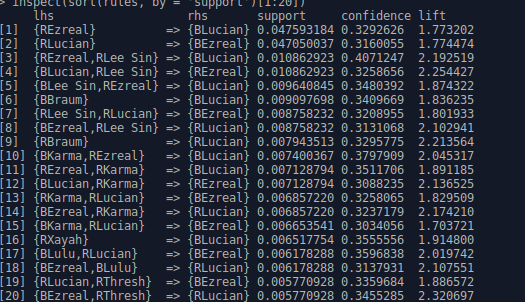 > inspect(sort(rules, by = 'support')[1:20])
lhs rhs support confidence lift
[1] {REzreal} => {BLucian} 0.047593184 0.3292626 1.773202
[2] {RLucian} => {BEzreal} 0.047050037 0.3160055 1.774474
[3] {REzreal,RLee Sin} => {BLucian} 0.010862923 0.4071247 2.192519
[4] {BLucian,RLee Sin} => {REzreal} 0.010862923 0.3258656 2.254427
[5] {BLee Sin,REzreal} => {BLucian} 0.009640845 0.3480392 1.874322
[6] {BBraum} => {BLucian} 0.009097698 0.3409669 1.836235
[7] {RLee Sin,RLucian} => {BEzreal} 0.008758232 0.3208955 1.801933
[8] {BEzreal,RLee Sin} => {RLucian} 0.008758232 0.3131068 2.102941
[9] {RBraum} => {RLucian} 0.007943513 0.3295775 2.213564
[10] {BKarma,REzreal} => {BLucian} 0.007400367 0.3797909 2.045317
[11] {REzreal,RKarma} => {BLucian} 0.007128794 0.3511706 1.891185
[12] {BLucian,RKarma} => {REzreal} 0.007128794 0.3088235 2.136525
[13] {RKarma,RLucian} => {BEzreal} 0.006857220 0.3258065 1.829509
[14] {BEzreal,RKarma} => {RLucian} 0.006857220 0.3237179 2.174210
[15] {BKarma,RLucian} => {BEzreal} 0.006653541 0.3034056 1.703721
[16] {RXayah} => {BLucian} 0.006517754 0.3555556 1.914800
[17] {BLulu,RLucian} => {BEzreal} 0.006178288 0.3596838 2.019742
[18] {BEzreal,BLulu} => {RLucian} 0.006178288 0.3137931 2.107551
[19] {RLucian,RThresh} => {BEzreal} 0.005770928 0.3359684 1.886572
[20] {BEzreal,RThresh} => {RLucian} 0.005770928 0.3455285 2.320697